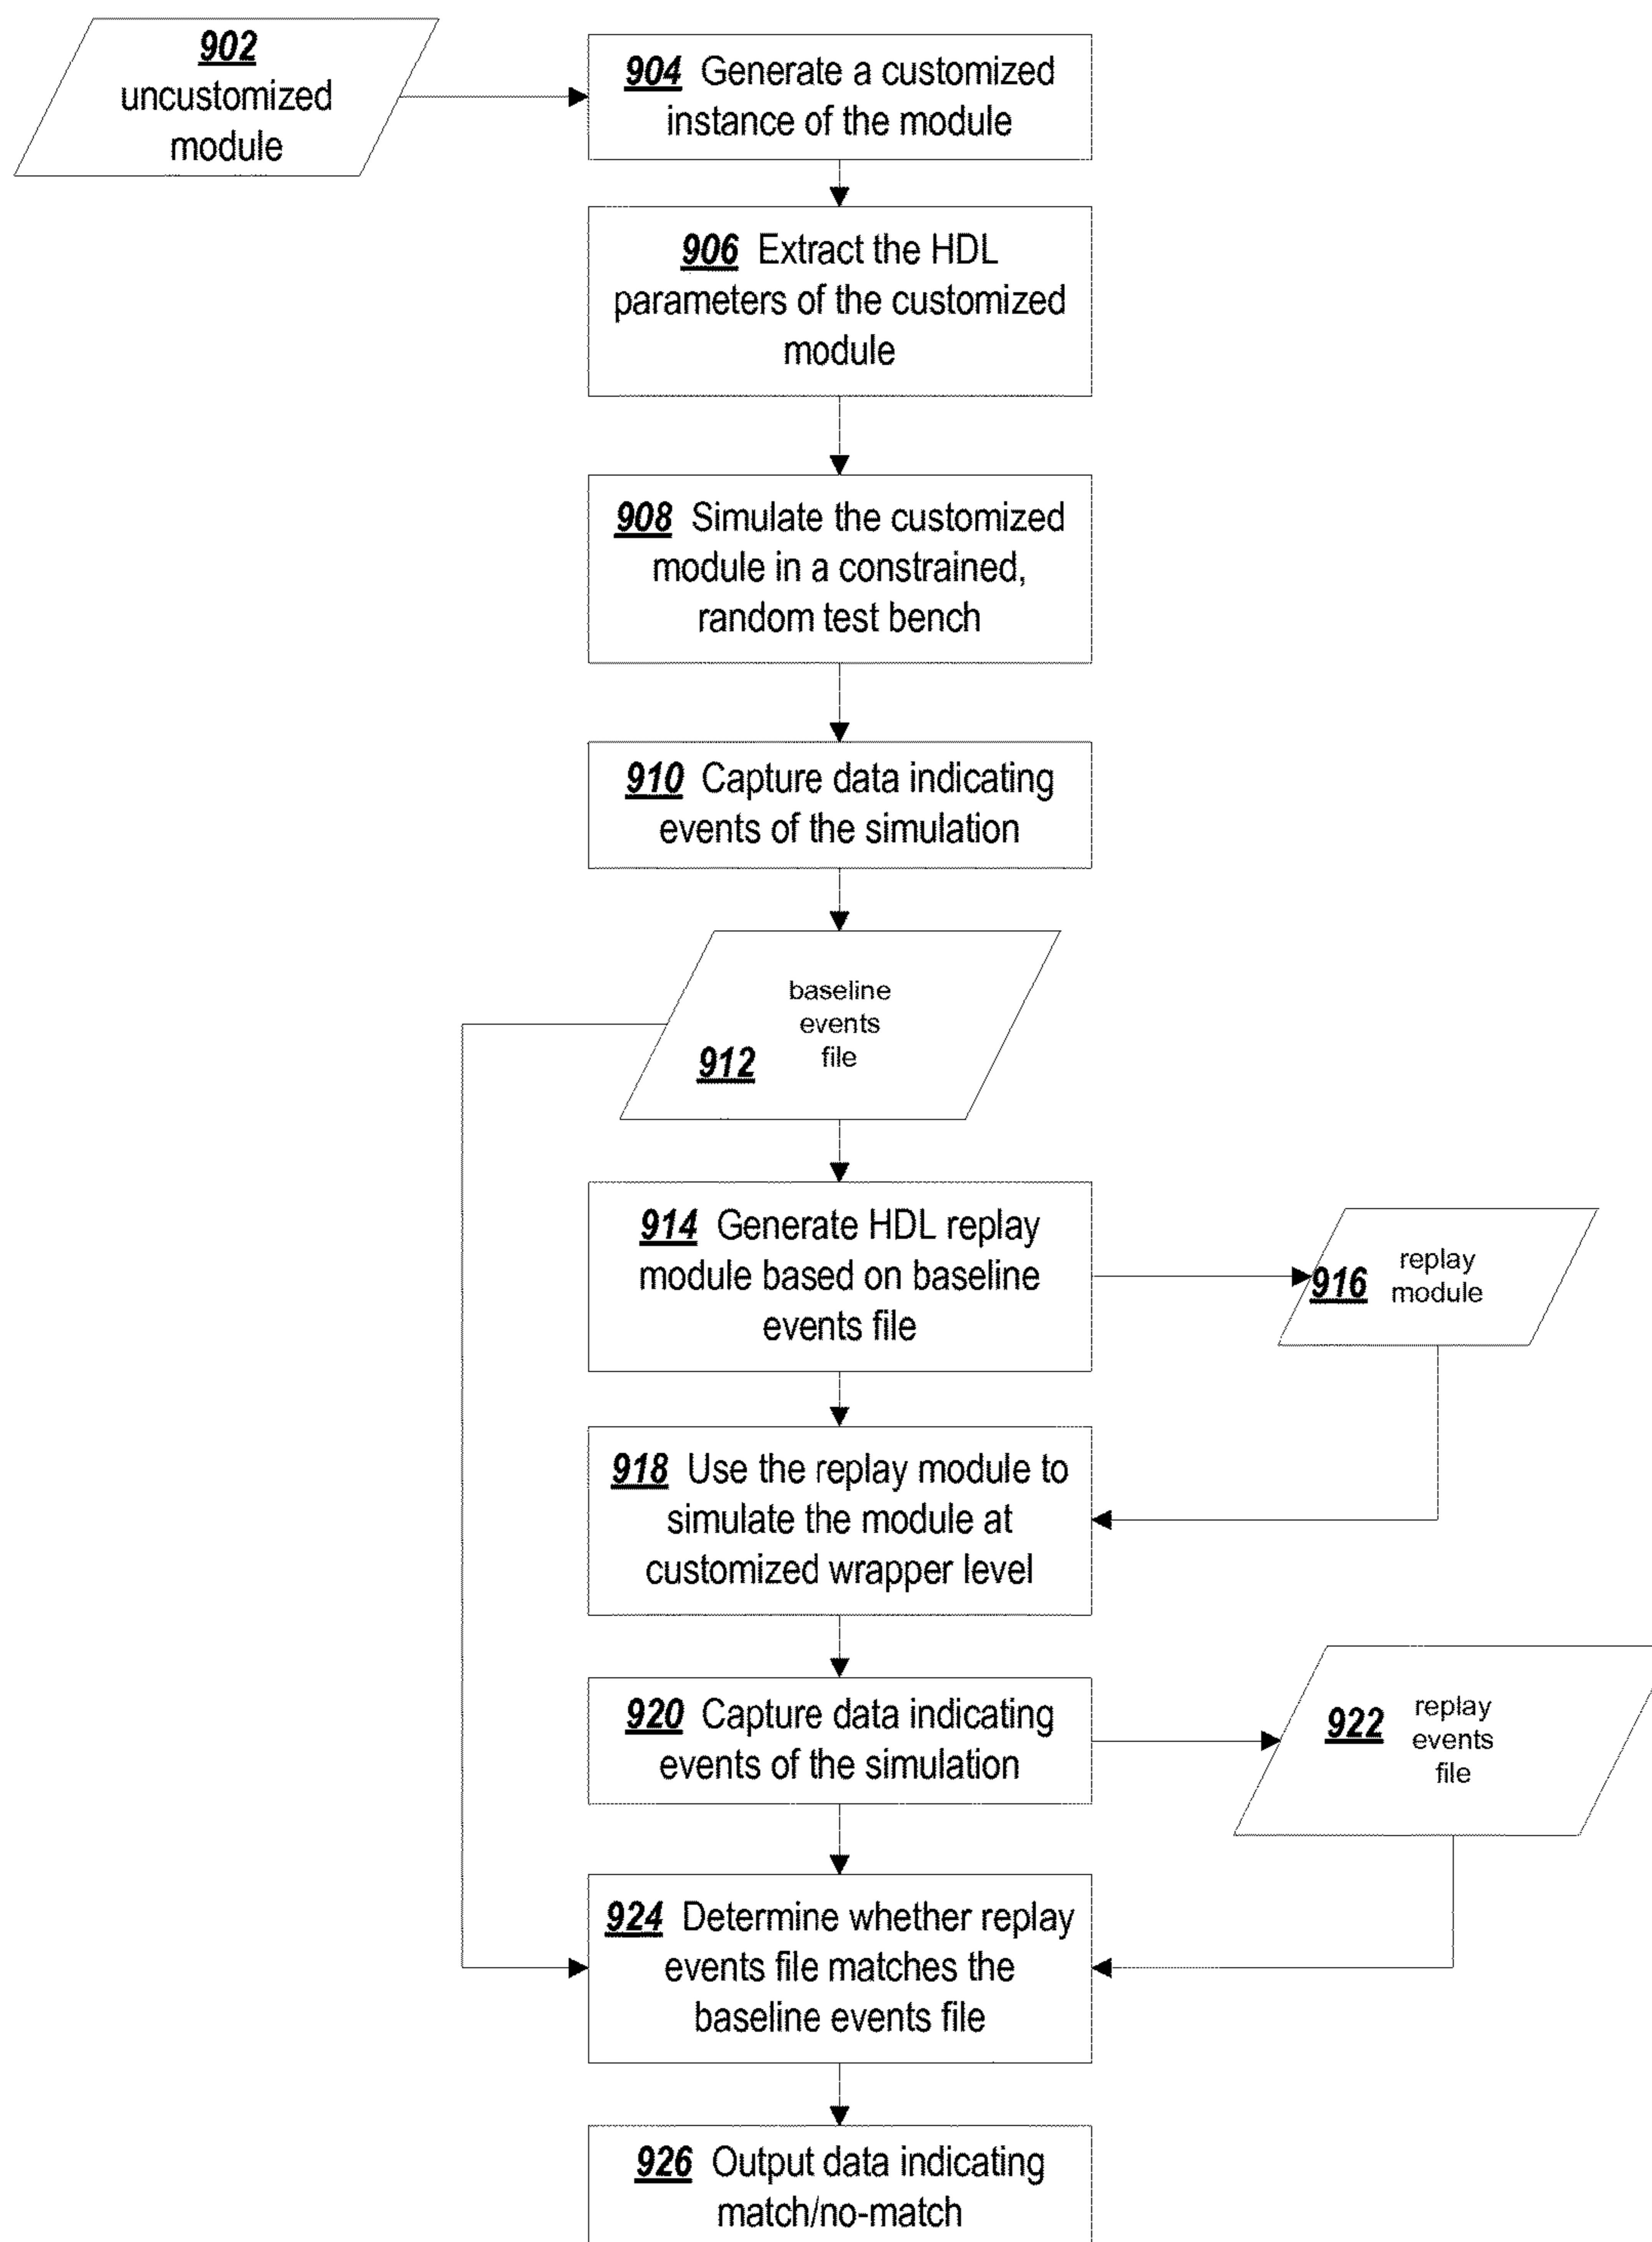 902
uncustomized
module
904 Generate a customized
instance of the module
906 Extract the HDL
parameters of the customized
module
908 Simulate the customized
module in a constrained,
random test bench
910 Capture data indicating
events of the simulation
baseline
events
file
912
914 Generate HDL replay
module based on baseline
events file
916
replay
module
918 Use the replay module to
simulate the module at
customized wrapper level
920 Capture data indicating
events of the simulation
922
replay
events
file
924 Determine whether replay
events file matches the
baseline events file
926 Output data indicating
match/no-match